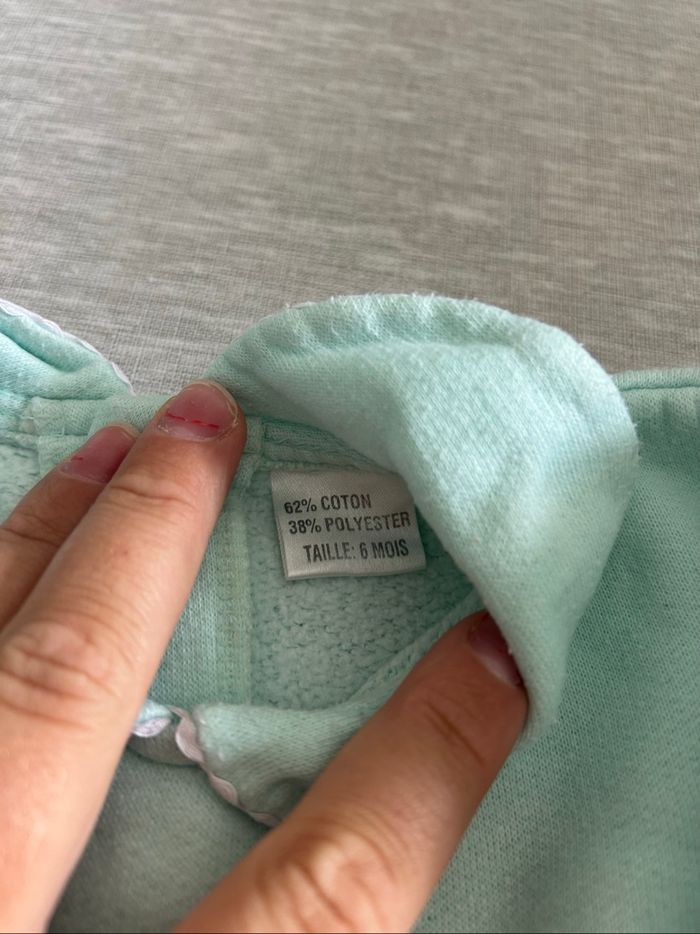 62% COTON
38% POLYESTER
TAILLE: 6 MOIS